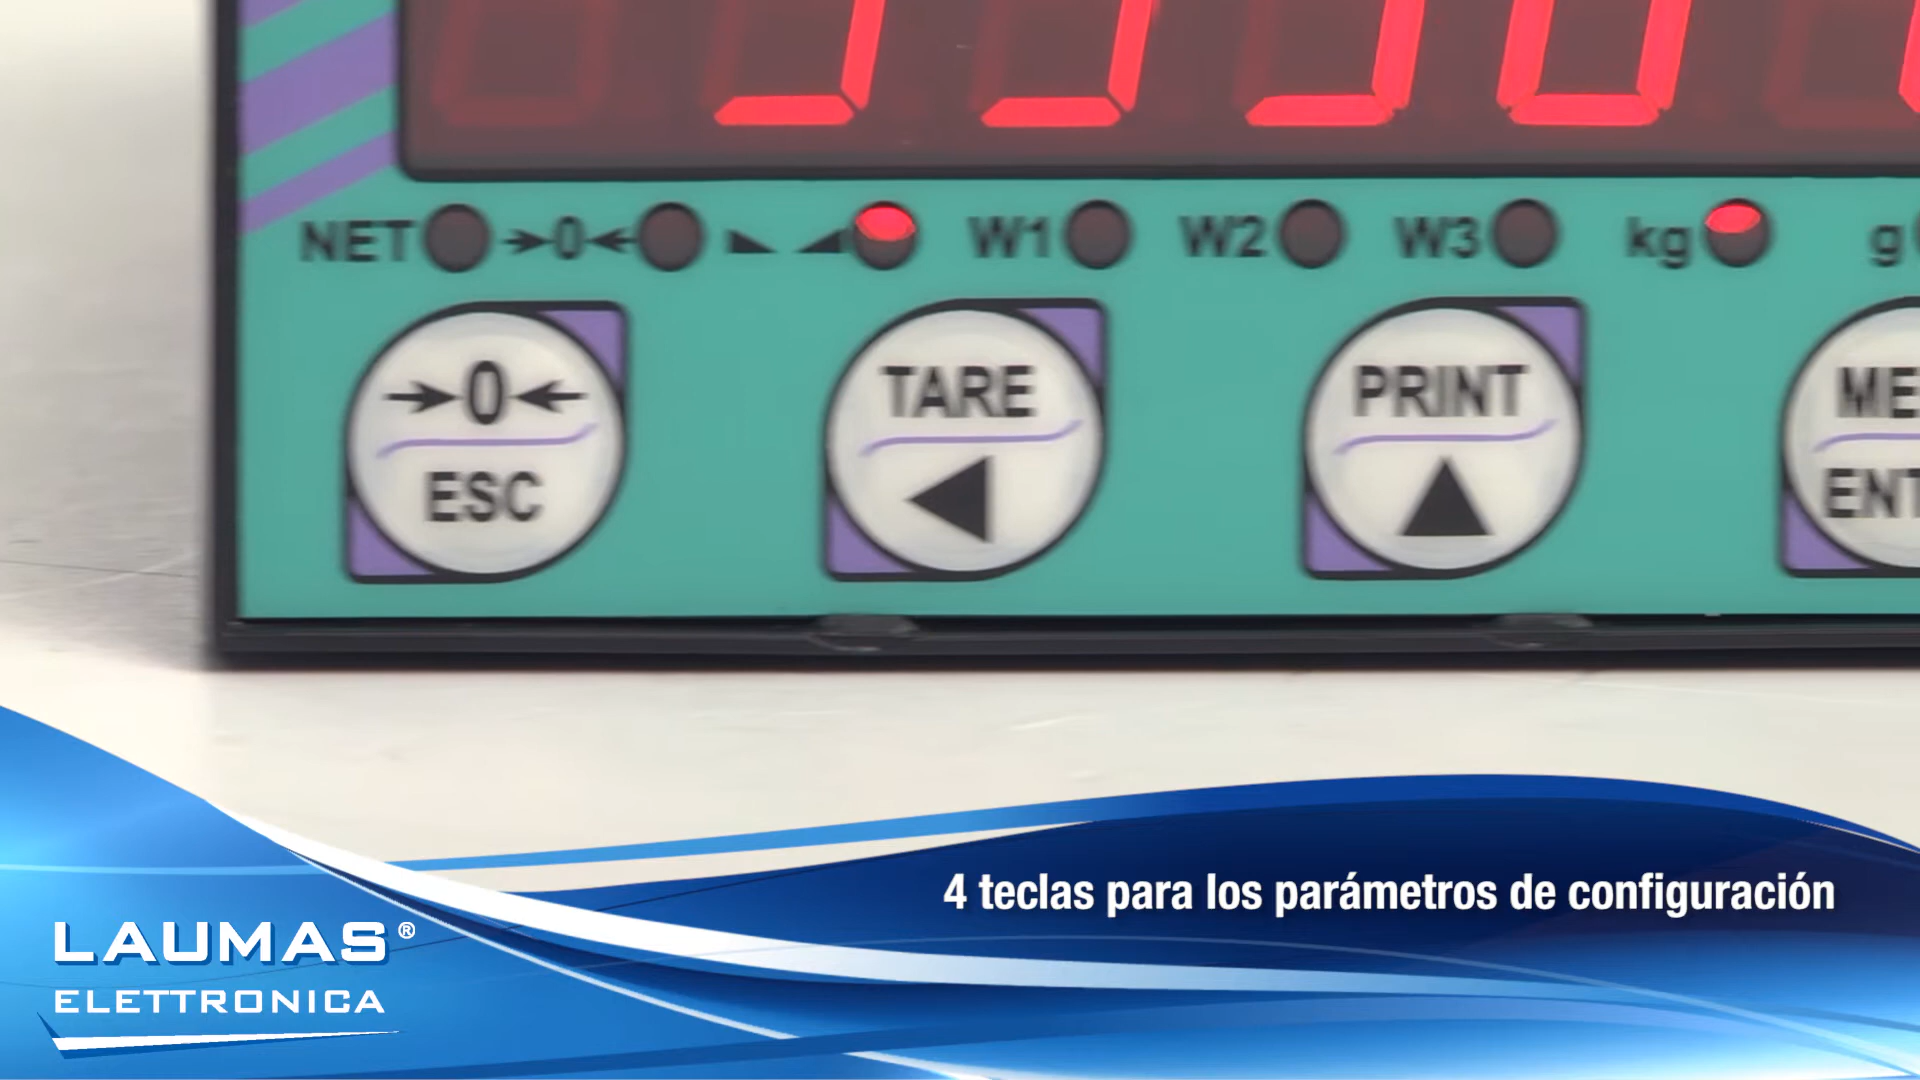 NET →0← W1 W2 W3 kg g
→0← TARE PRINT
ESC
4 teclas para los parámetros de configuración
LAUMAS®
ELETTRONICA